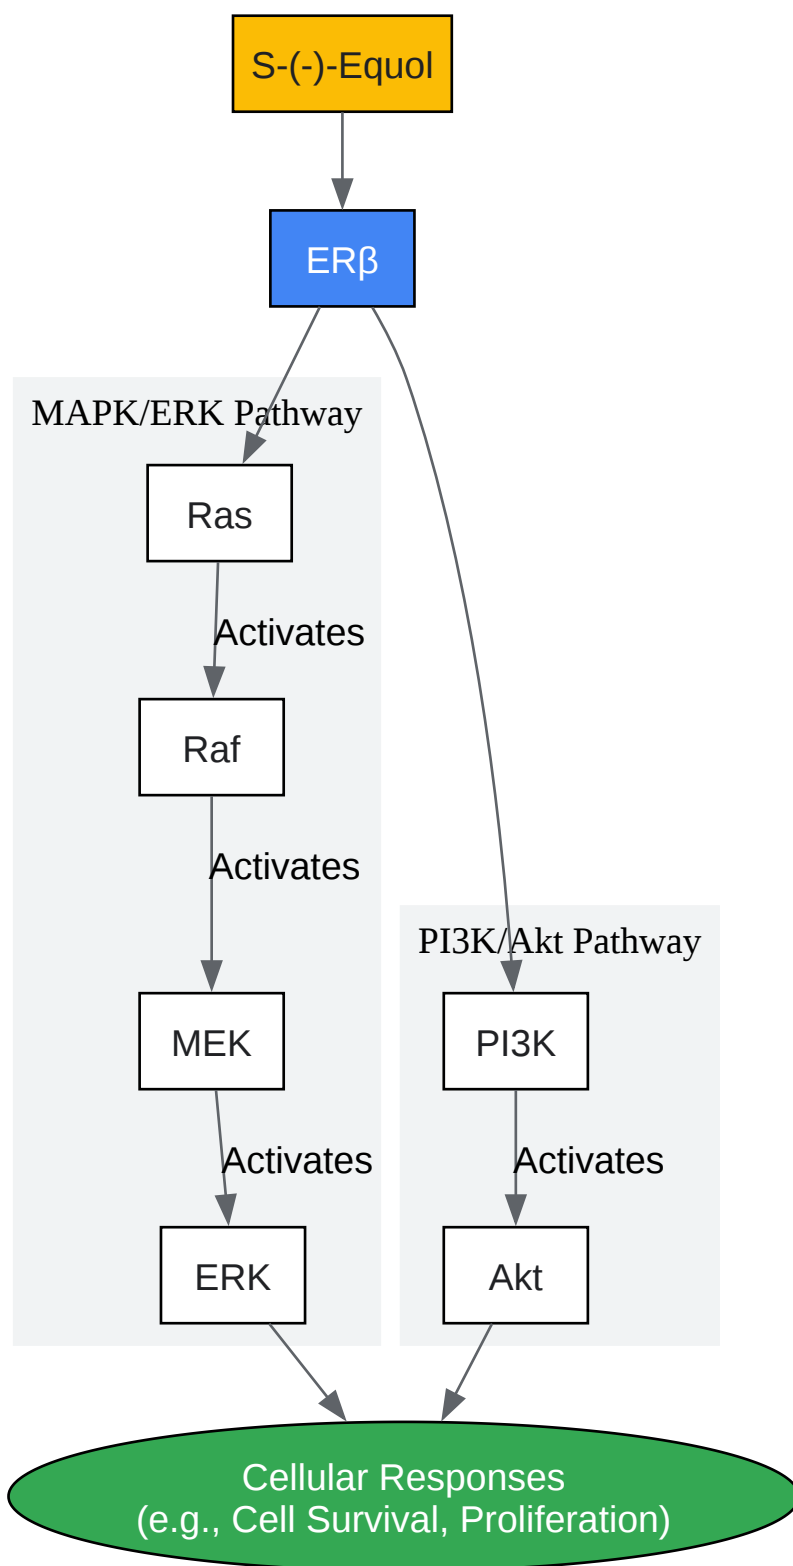 S-(-)-Equol
ERβ
MAPK/ERK Pathway
Ras
Activates
Raf
Activates
PI3K/Akt Pathway
MEK
PI3K
Activates
Activates
ERK
Akt
Cellular Responses
(e.g., Cell Survival, Proliferation)